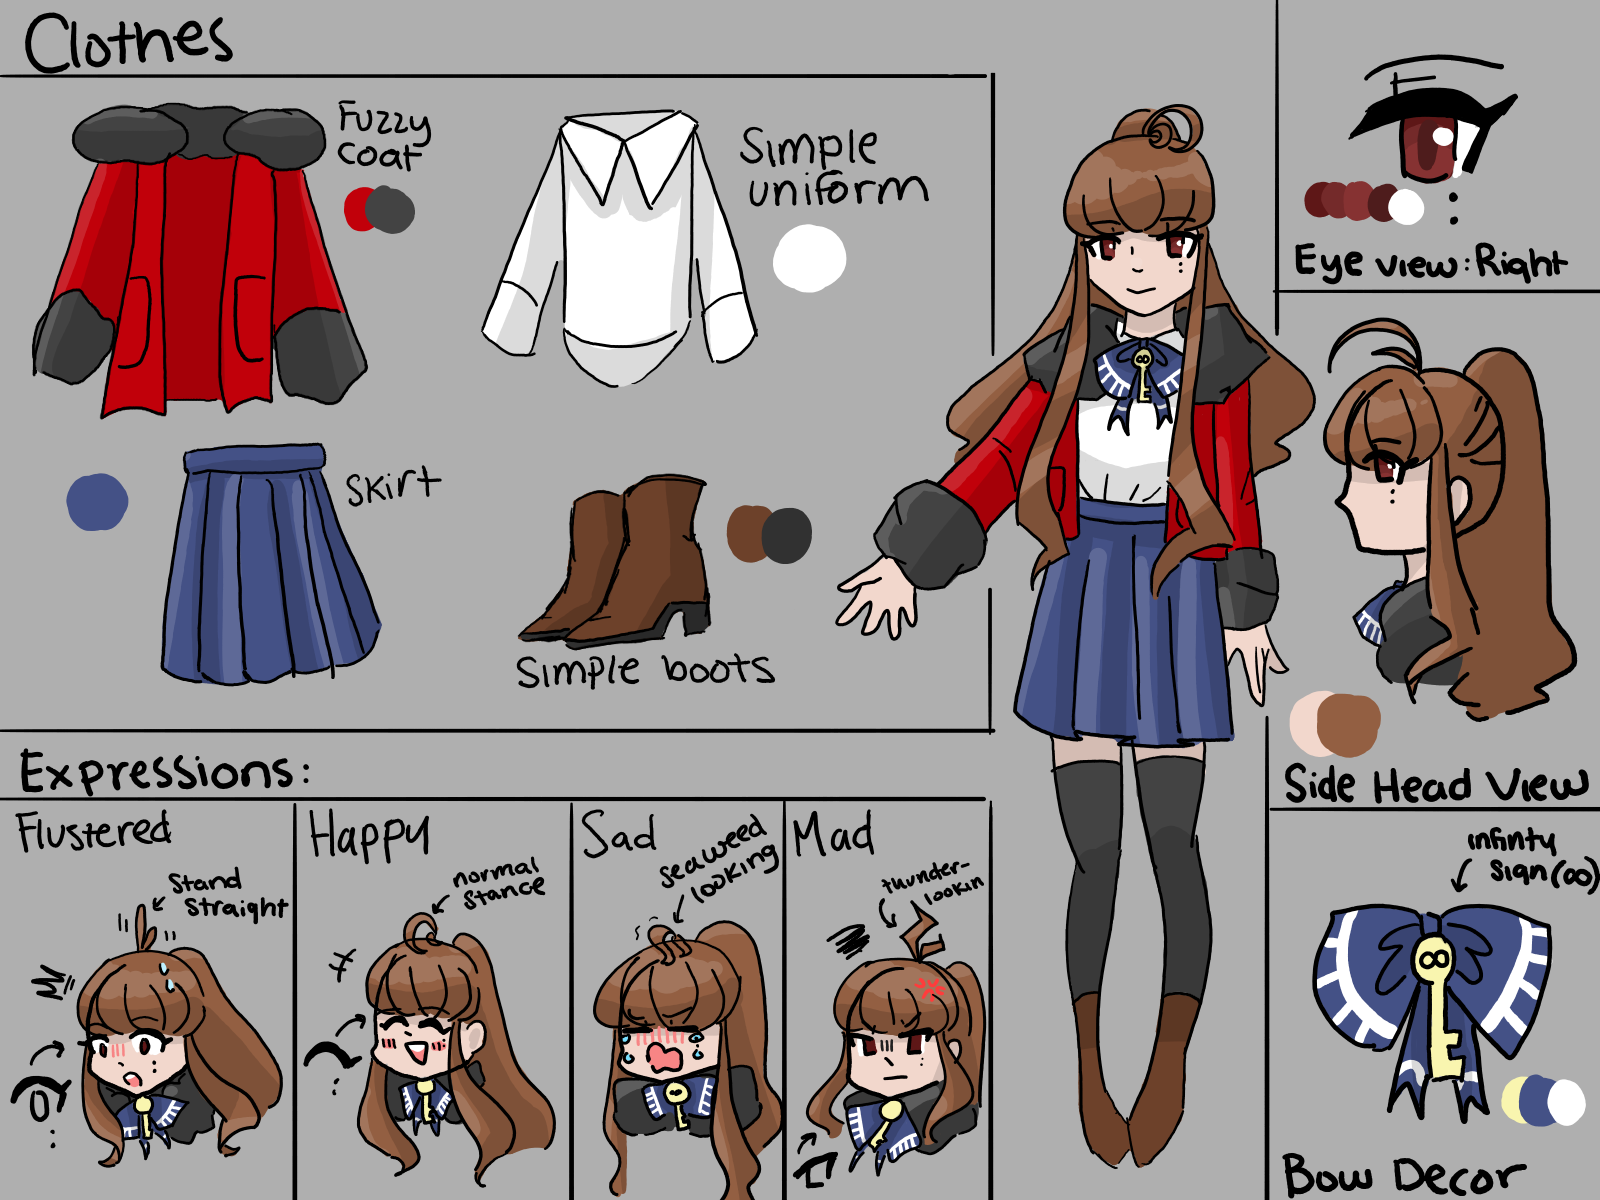 Clothes
Fuzzy
coat
Simple
uniform
Skirt
Simple boots
Eye view: Right
Side Head View
infinty
sign (∞)
∞
Bow Decor
Expressions:
Flustered
Stand
Straight
Happy
normal
stance
Sad
seaweed
looking
Mad
thunder-
lookin